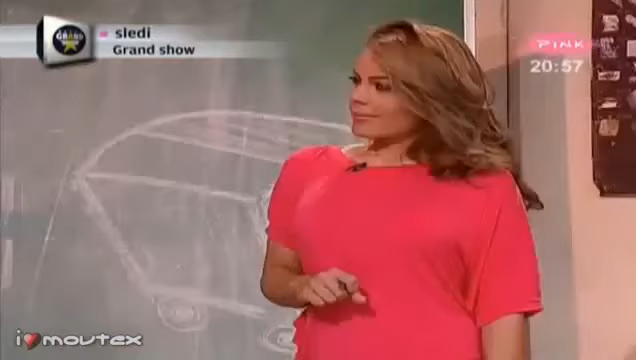 GRAND
sledi
Grand show
PINK
20:57
i♥moutex